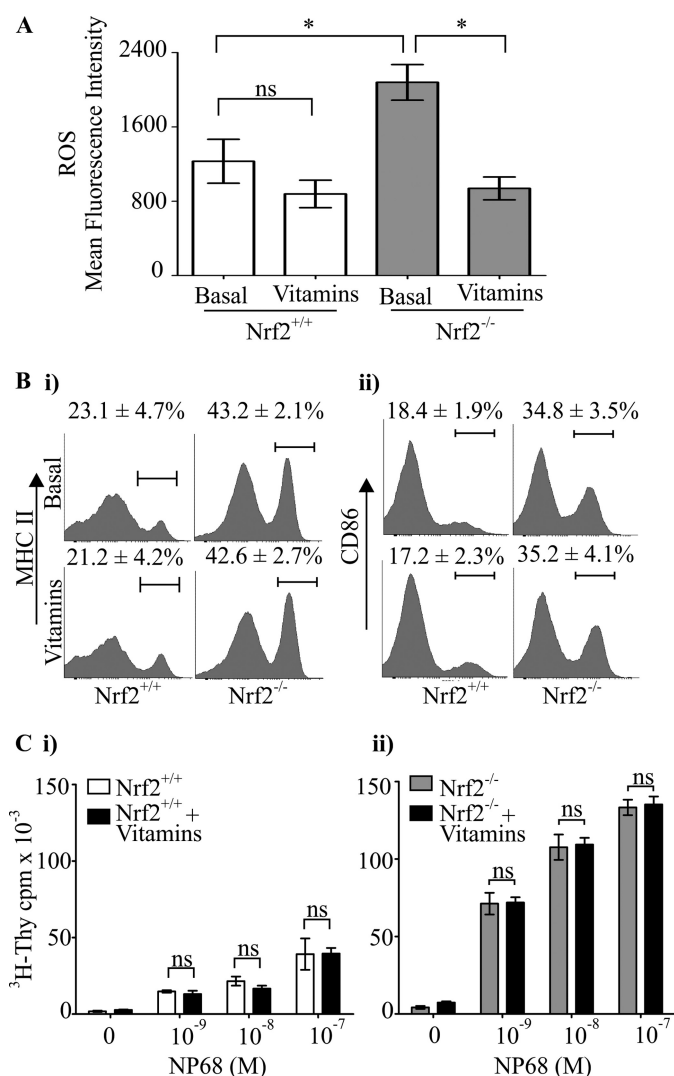 A
ROS
Mean Fluorescence Intensity
2400
1600
800
0
*
*
ns
Basal
Vitamins
Basal
Vitamins
Nrf2+/+
Nrf2-/-
B i)
23.1 ± 4.7%
43.2 ± 2.1%
MHC II
Basal
21.2 ± 4.2%
42.6 ± 2.7%
Vitamins
Nrf2+/+
Nrf2-/-
ii)
18.4 ± 1.9%
34.8 ± 3.5%
CD86
17.2 ± 2.3%
35.2 ± 4.1%
Nrf2+/+
Nrf2-/-
C i)
Nrf2+/+
Nrf2+/+ +
Vitamins
3H-Thy cpm x 10-3
150
100
50
0
ns
ns
ns
0
10-9
10-8
10-7
NP68 (M)
ii)
Nrf2-/-
Nrf2-/- +
Vitamins
150
100
50
0
ns
ns
ns
0
10-9
10-8
10-7
NP68 (M)